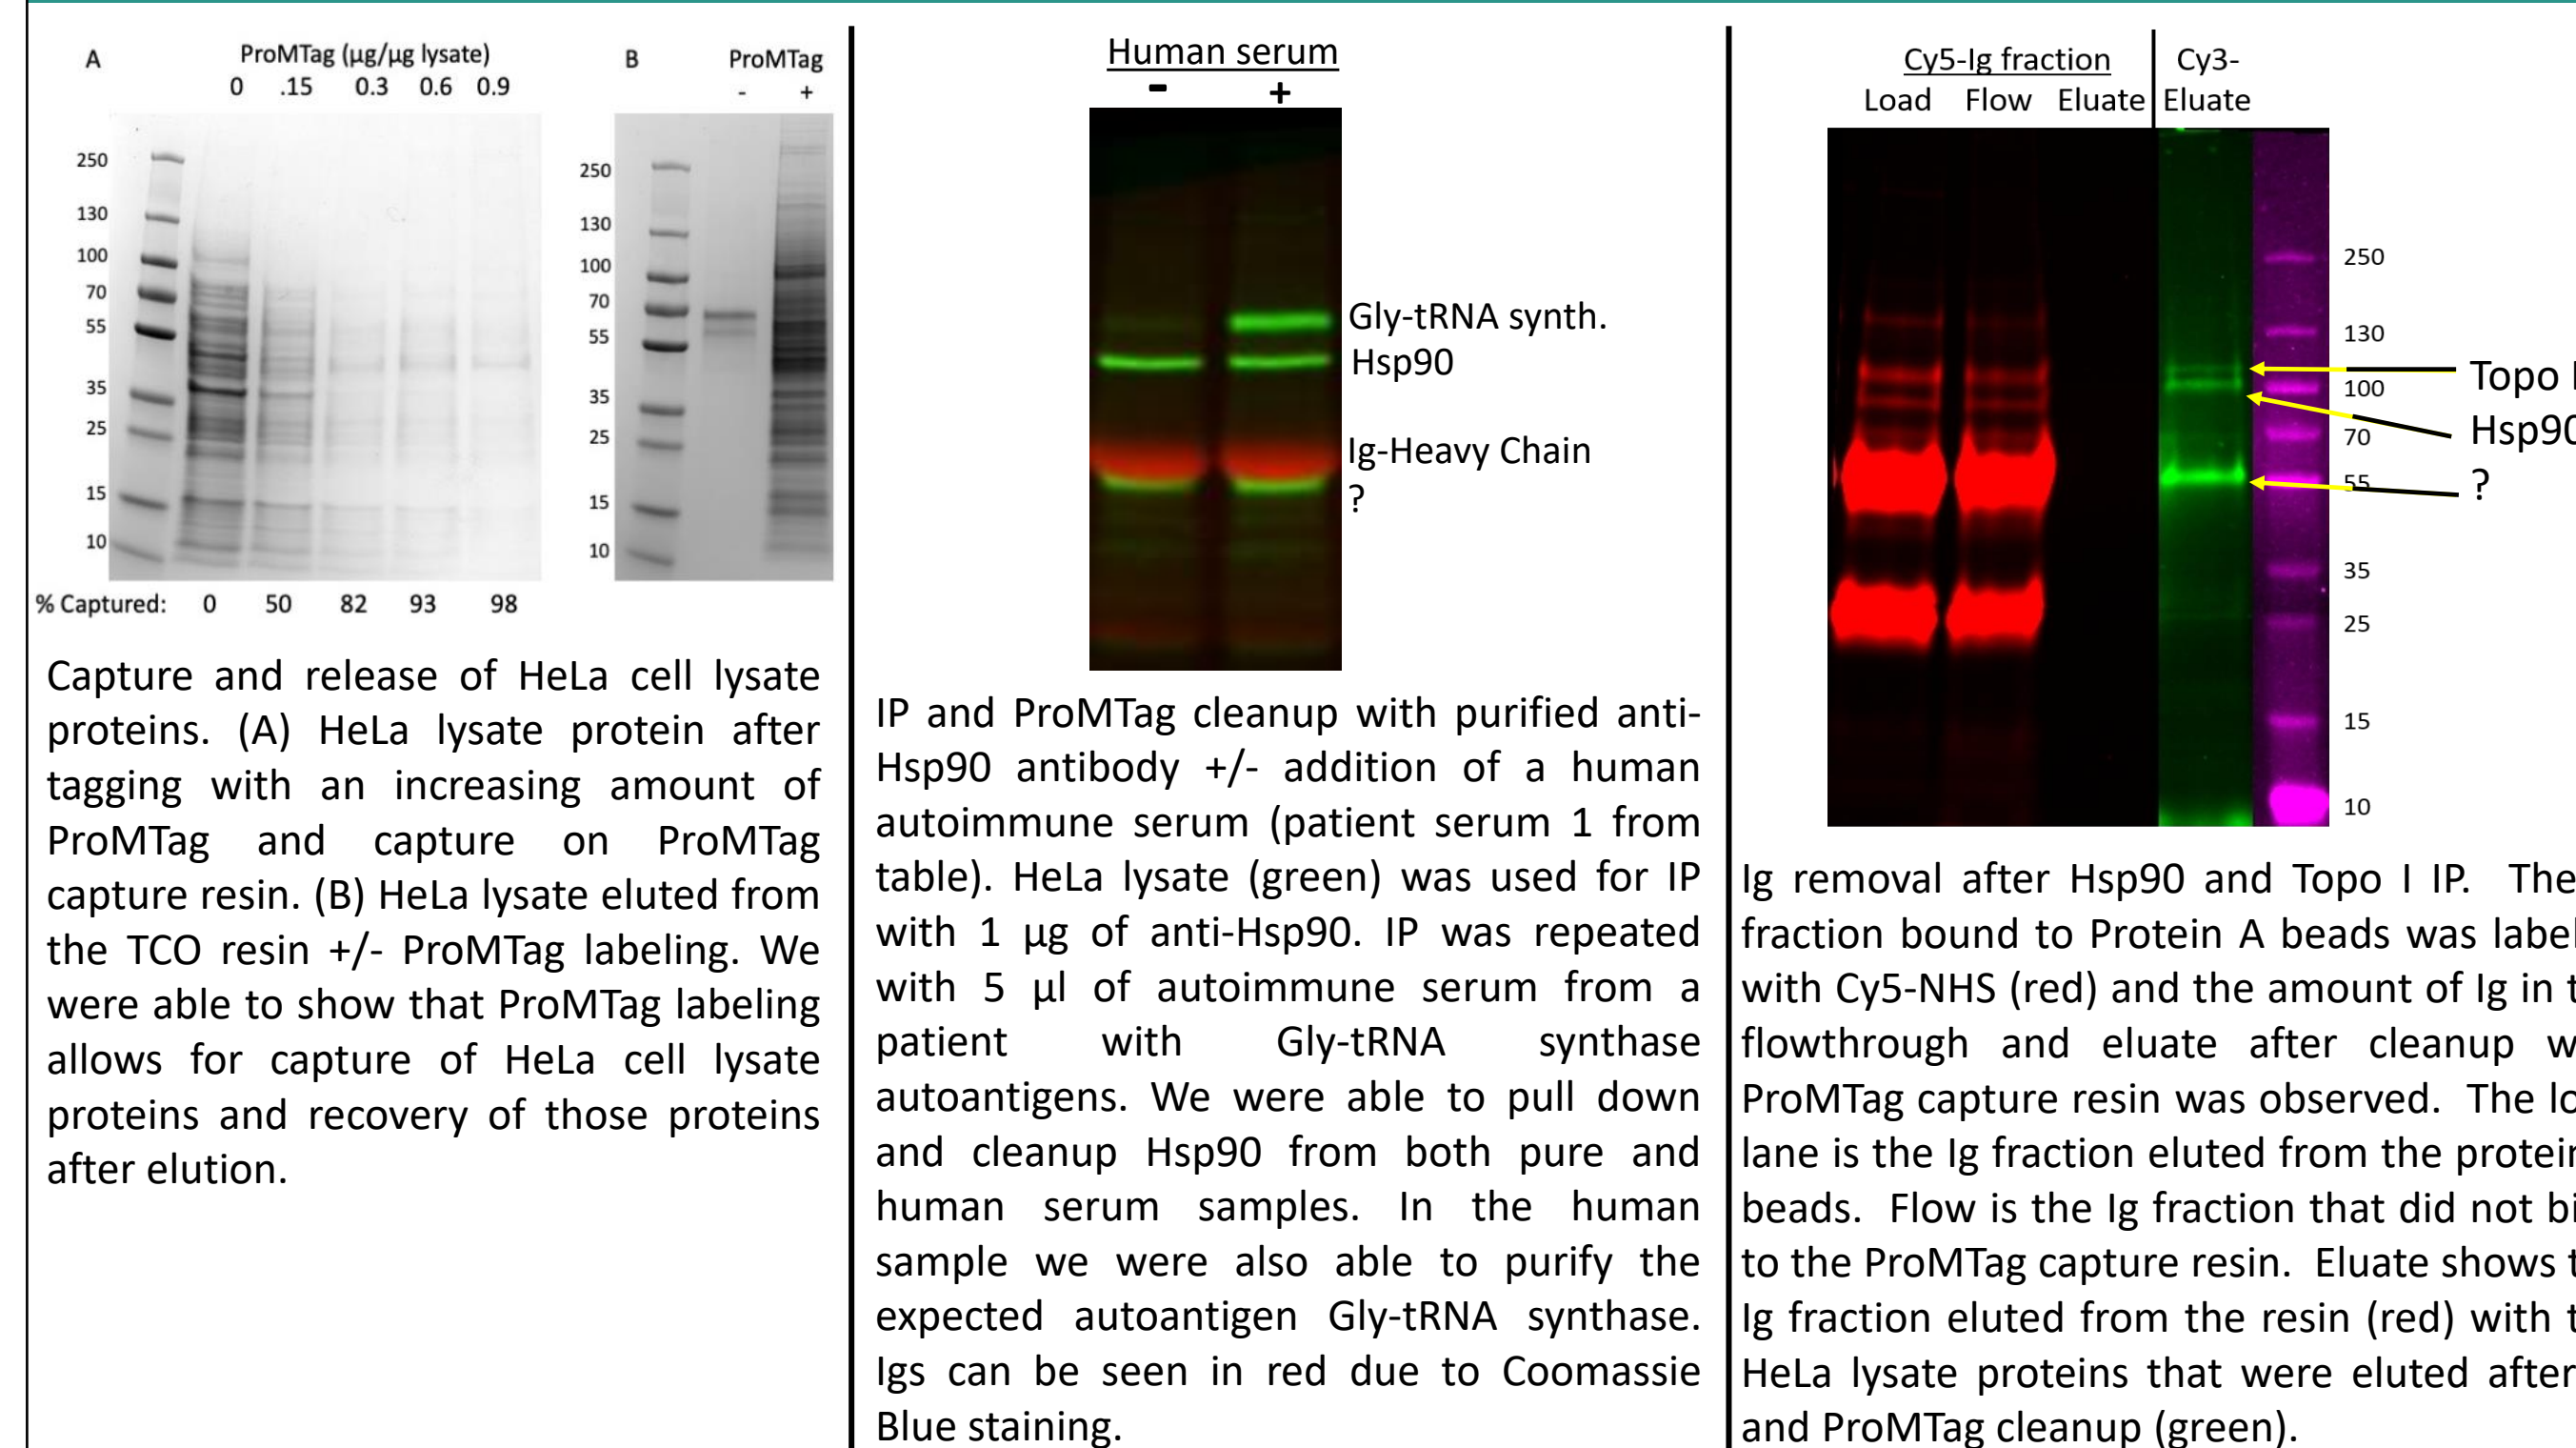 A
ProMTag (µg/µg lysate)
0 .15 0.3 0.6 0.9
250
130
100
70
55
35
25
15
10
% Captured: 0 50 82 93 98
B
ProMTag
- +
250
130
100
70
55
35
25
15
10
Capture and release of HeLa cell lysate
proteins. (A) HeLa lysate protein after
tagging with an increasing amount of
ProMTag and capture on ProMTag
capture resin. (B) HeLa lysate eluted from
the TCO resin +/- ProMTag labeling. We
were able to show that ProMTag labeling
allows for capture of HeLa cell lysate
proteins and recovery of those proteins
after elution.
Human serum
- +
Gly-tRNA synth.
Hsp90
Ig-Heavy Chain
?
IP and ProMTag cleanup with purified anti-
Hsp90 antibody +/- addition of a human
autoimmune serum (patient serum 1 from
table). HeLa lysate (green) was used for IP
with 1 µg of anti-Hsp90. IP was repeated
with 5 µl of autoimmune serum from a
patient with Gly-tRNA synthase
autoantigens. We were able to pull down
and cleanup Hsp90 from both pure and
human serum samples. In the human
sample we were also able to purify the
expected autoantigen Gly-tRNA synthase.
Igs can be seen in red due to Coomassie
Blue staining.
Cy5-Ig fraction
Load Flow Eluate
Cy3-
Eluate
250
130
100
70
55
35
25
15
10
Topo
Hsp90
?
Ig removal after Hsp90 and Topo I IP. The
fraction bound to Protein A beads was
with Cy5-NHS (red) and the amount of Ig in
flowthrough and eluate after cleanup
ProMTag capture resin was observed. The
lane is the Ig fraction eluted from the protein
beads. Flow is the Ig fraction that did not
to the ProMTag capture resin. Eluate shows
Ig fraction eluted from the resin (red) with
HeLa lysate proteins that were eluted after
and ProMTag cleanup (green).